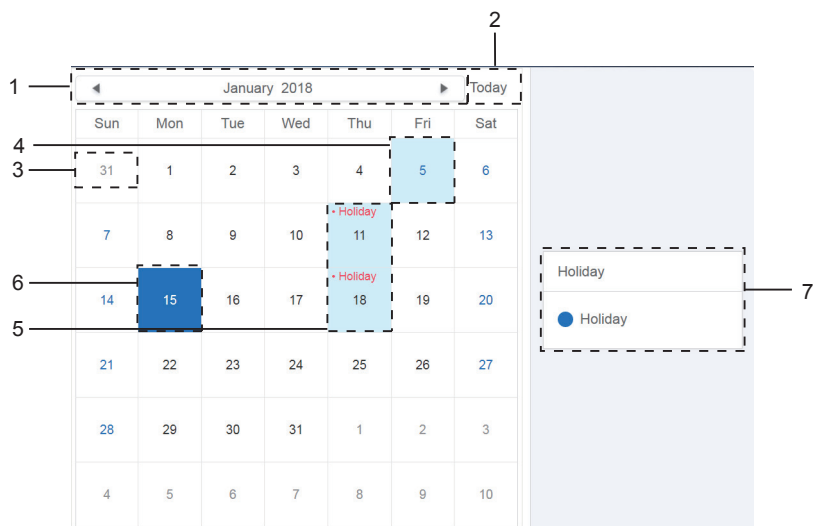 2
1
January 2018
Today
Sun Mon Tue Wed Thu Fri Sat
4
3
31 1 2 3 4 5 6
• Holiday
7 8 9 10 11 12 13
• Holiday
6
14 15 16 17 18 19 20
5
21 22 23 24 25 26 27
28 29 30 31 1 2 3
4 5 6 7 8 9 10
Holiday
Holiday
7